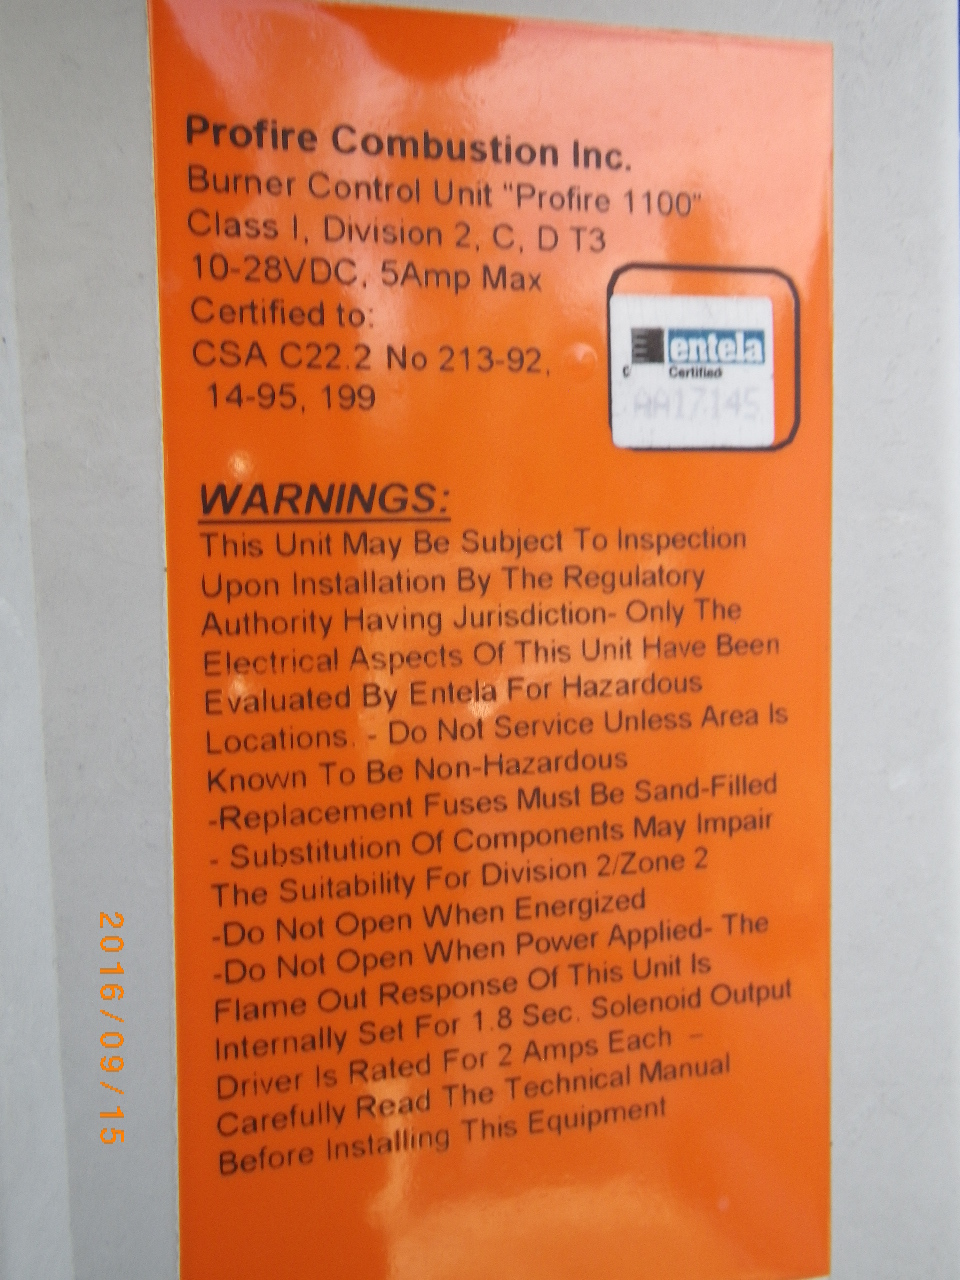 Profire Combustion Inc.
Burner Control Unit "Profire 1100"
Class I, Division 2, C, D T3
10-28VDC, 5Amp Max
Certified to:
CSA C22.2 No 213-92,
14-95, 199
entela
c
Certified
AA17145
WARNINGS:
This Unit May Be Subject To Inspection
Upon Installation By The Regulatory
Authority Having Jurisdiction- Only The
Electrical Aspects Of This Unit Have Been
Evaluated By Entela For Hazardous
Locations. - Do Not Service Unless Area Is
Known To Be Non-Hazardous
-Replacement Fuses Must Be Sand-Filled
- Substitution Of Components May Impair
The Suitability For Division 2/Zone 2
-Do Not Open When Energized
-Do Not Open When Power Applied- The
Flame Out Response Of This Unit Is
Internally Set For 1.8 Sec. Solenoid Output
Driver Is Rated For 2 Amps Each –
Carefully Read The Technical Manual
Before Installing This Equipment
2016/09/15